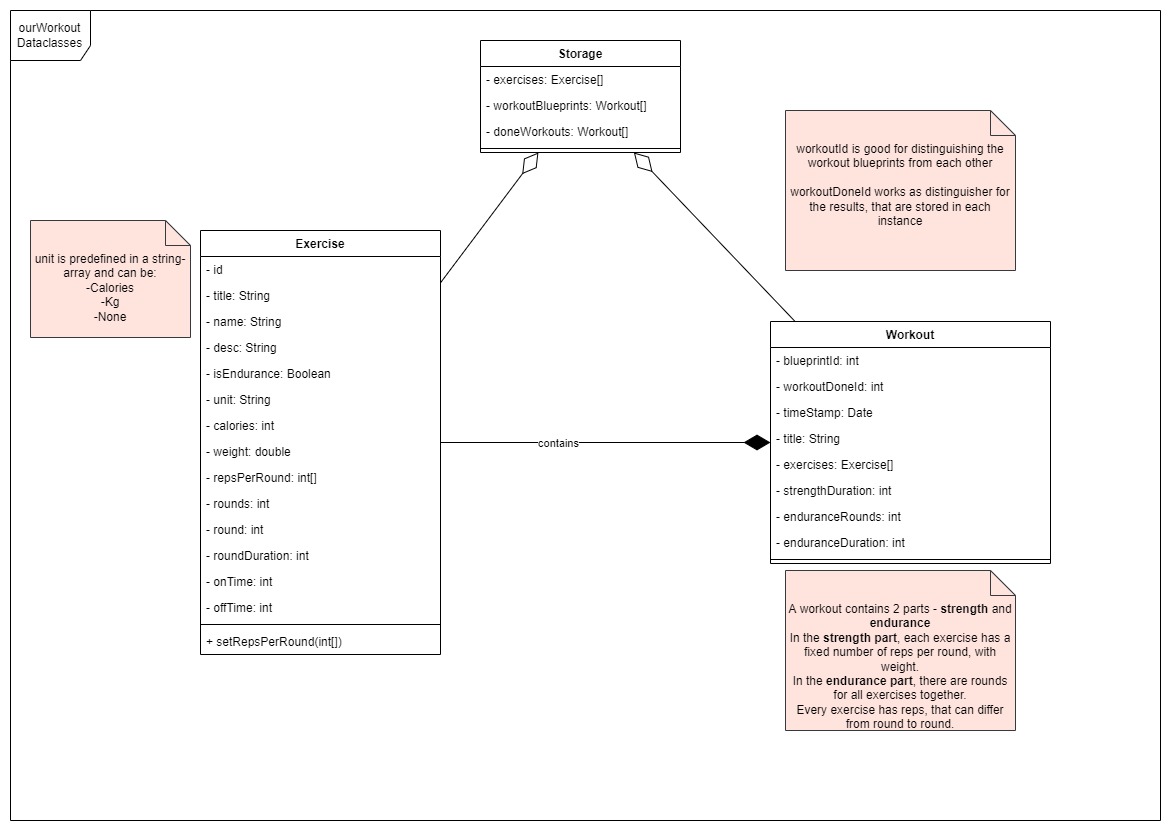 ourWorkout
Dataclasses
Storage
- exercises: Exercise[]
- workoutBlueprints: Workout[]
- doneWorkouts: Workout[]
workoutId is good for distinguishing the
workout blueprints from each other
workoutDoneId works as distinguisher for
the results, that are stored in each
instance
unit is predefined in a string-
array and can be:
-Calories
-Kg
-None
Exercise
- id
- title: String
- name: String
- desc: String
- isEndurance: Boolean
- unit: String
- calories: int
- weight: double
- repsPerRound: int[]
- rounds: int
- round: int
- roundDuration: int
- onTime: int
- offTime: int
+ setRepsPerRound(int[])
contains
Workout
- blueprintId: int
- workoutDoneId: int
- timeStamp: Date
- title: String
- exercises: Exercise[]
- strengthDuration: int
- enduranceRounds: int
- enduranceDuration: int
A workout contains 2 parts - strength and
endurance
In the strength part, each exercise has a
fixed number of reps per round, with
weight.
In the endurance part, there are rounds
for all exercises together.
Every exercise has reps, that can differ
from round to round.